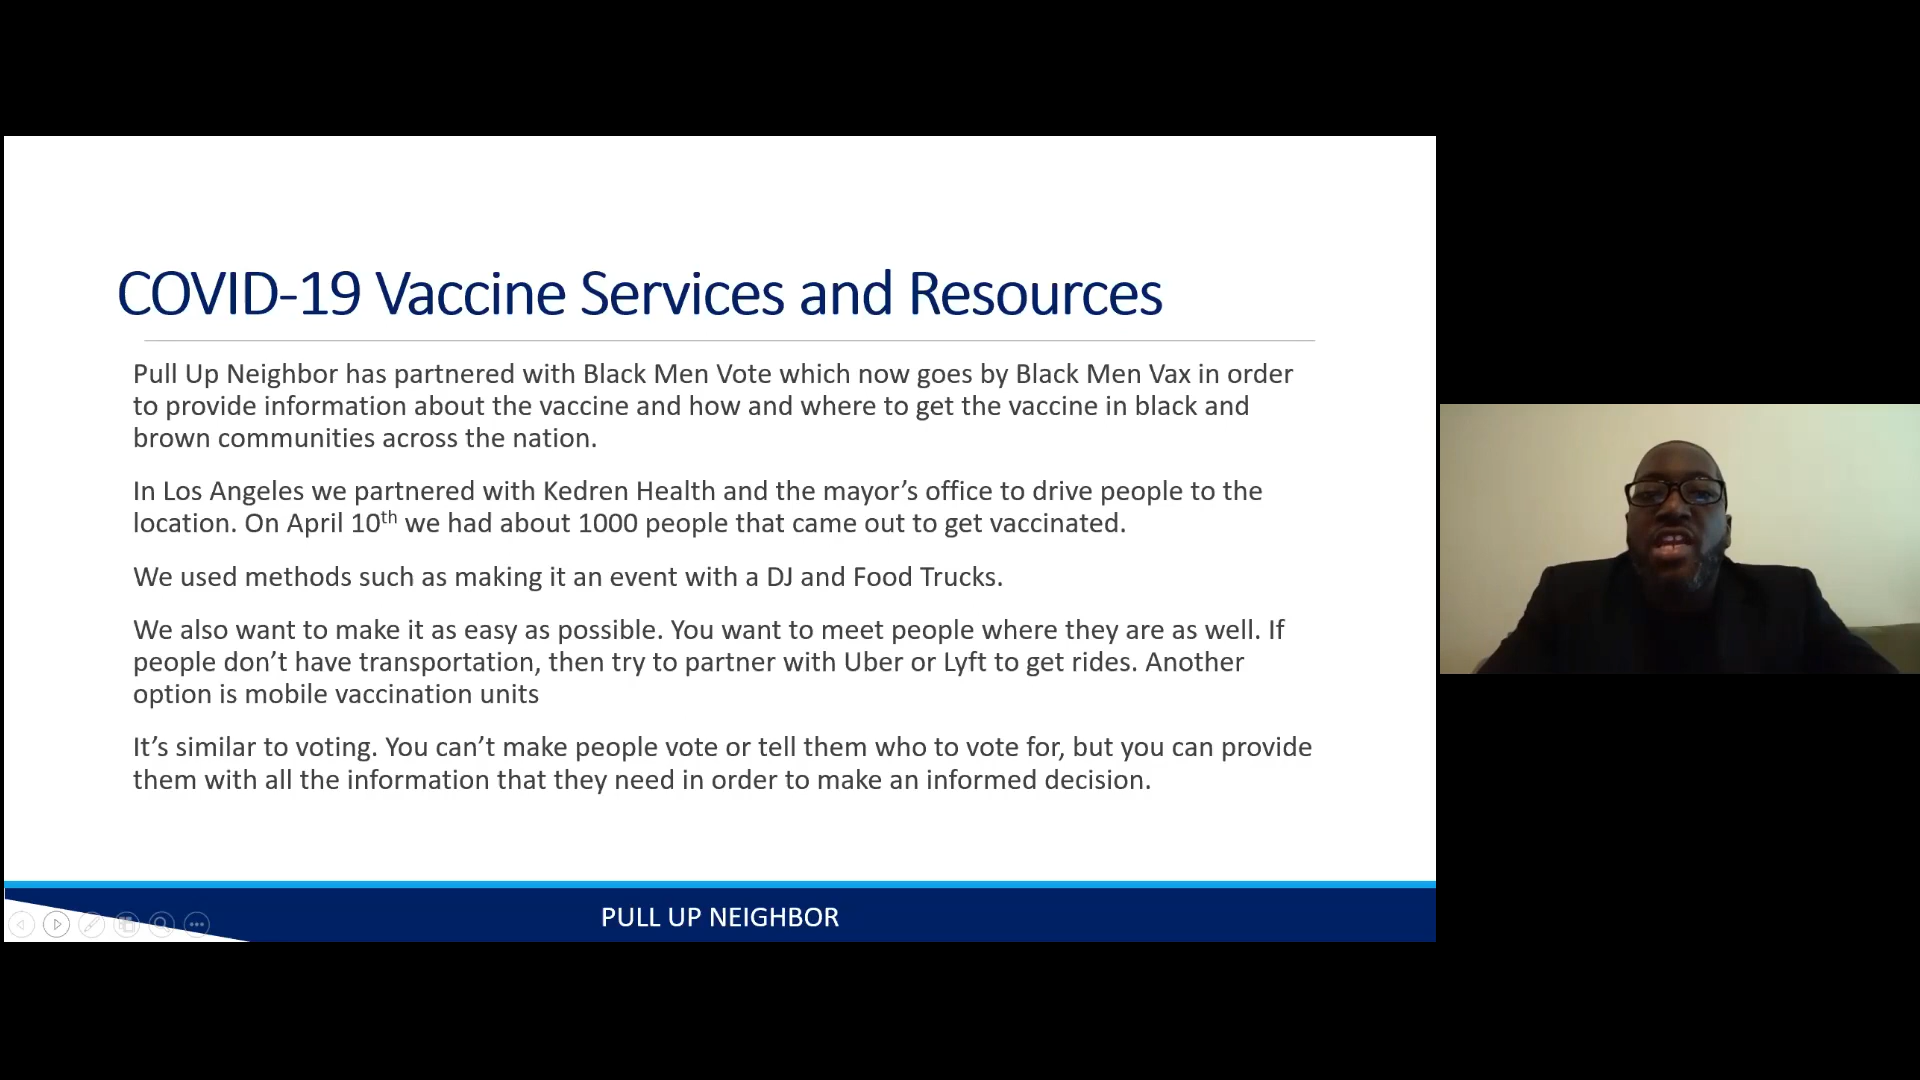 COVID-19 Vaccine Services and Resources
Pull Up Neighbor has partnered with Black Men Vote which now goes by Black Men Vax in order
to provide information about the vaccine and how and where to get the vaccine in black and
brown communities across the nation.
In Los Angeles we partnered with Kedren Health and the mayor’s office to drive people to the
location. On April 10th we had about 1000 people that came out to get vaccinated.
We used methods such as making it an event with a DJ and Food Trucks.
We also want to make it as easy as possible. You want to meet people where they are as well. If
people don’t have transportation, then try to partner with Uber or Lyft to get rides. Another
option is mobile vaccination units
It’s similar to voting. You can’t make people vote or tell them who to vote for, but you can provide
them with all the information that they need in order to make an informed decision.
PULL UP NEIGHBOR